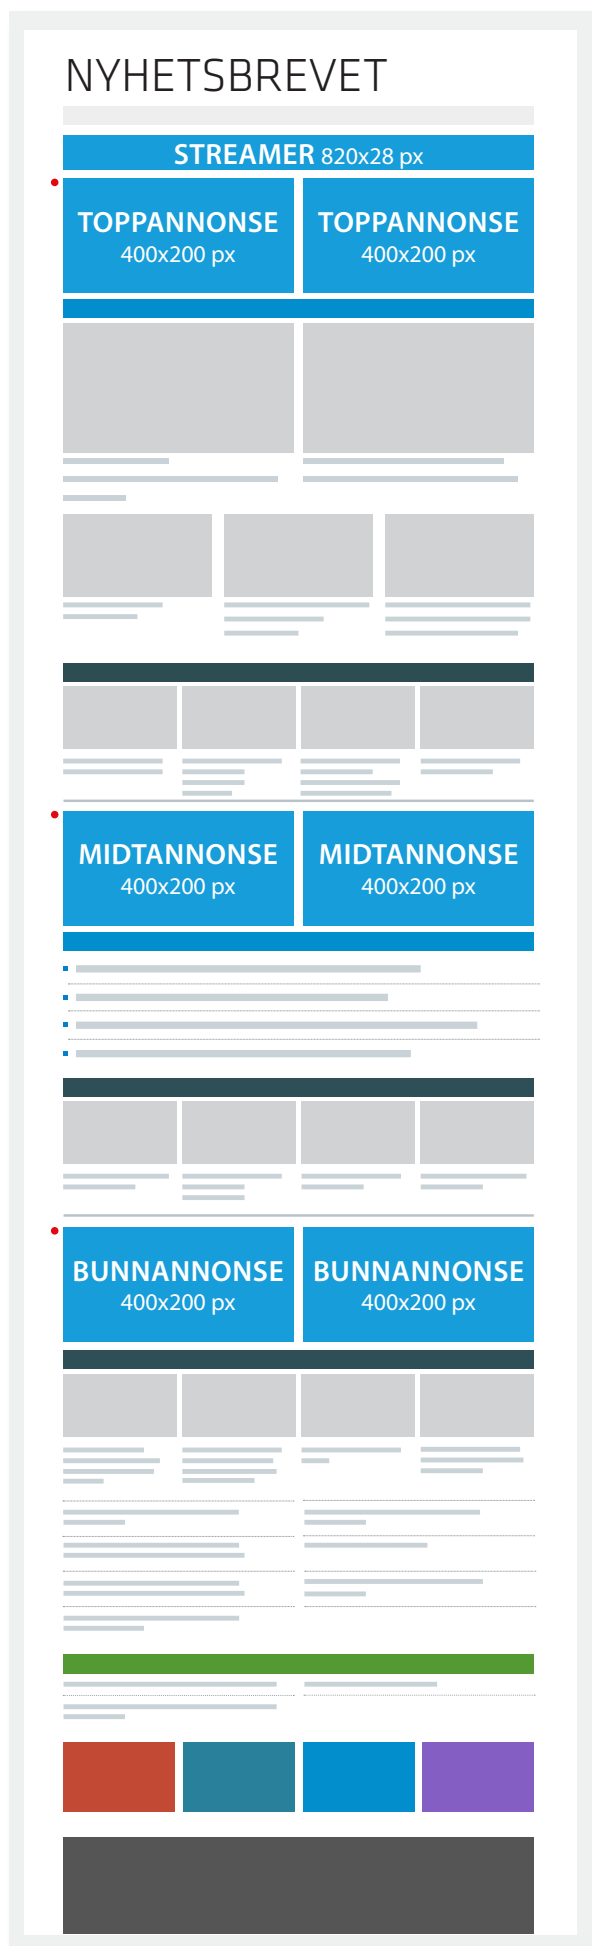 NYHETSBREVET
STREAMER 820x28 px
TOPPANNONSE
400x200 px
TOPPANNONSE
400x200 px
MIDTANNONSE
400x200 px
MIDTANNONSE
400x200 px
BUNNANNONSE
400x200 px
BUNNANNONSE
400x200 px